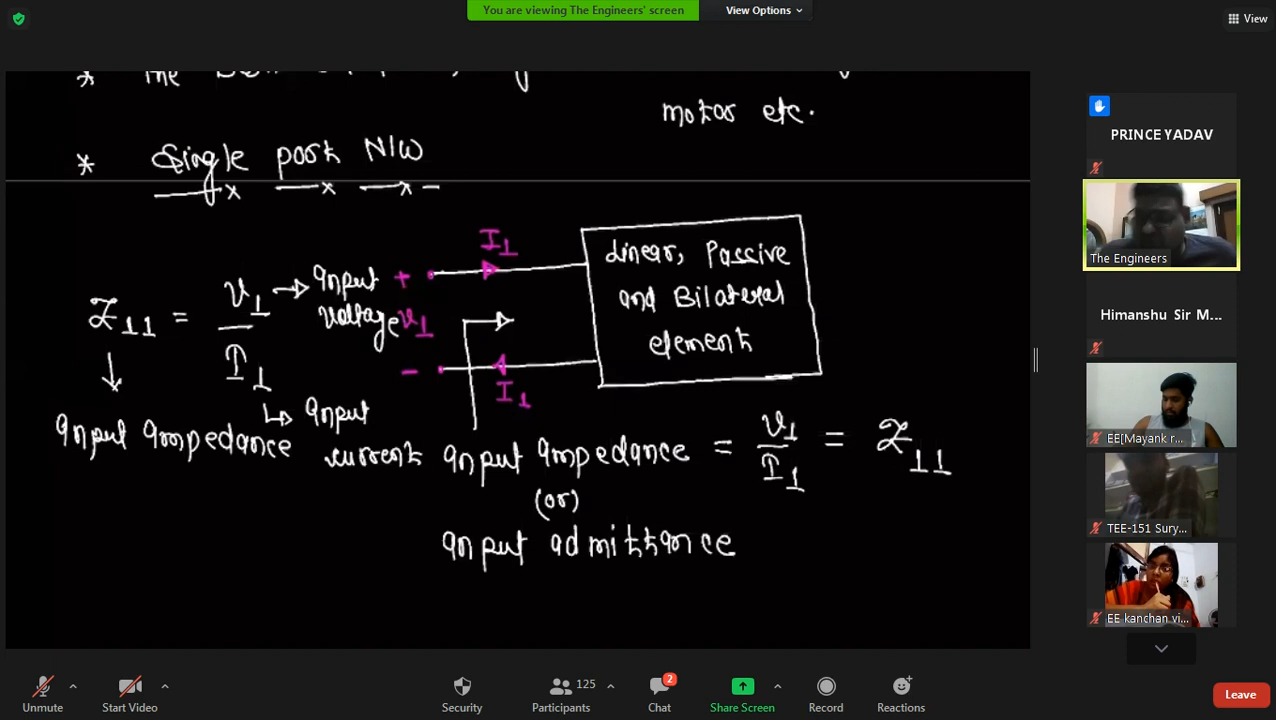 You are viewing The Engineers' screen
View Options
View
* The
motor etc.
* Single port N/W
I1
Linear, Passive
and Bilateral
element
Z11 = V1 → Input + 
voltage V1
I1
-
I1
Input Impedance
Input
current
Input Impedance = V1 = Z11
I1
(or)
Input admittance
PRINCE YADAV
The Engineers
Himanshu Sir M...
EE[Mayank r...
TEE-151 Sury...
EE kanchan vi...
Unmute
Start Video
Security
Participants
125
Chat
2
Share Screen
Record
Reactions
Leave